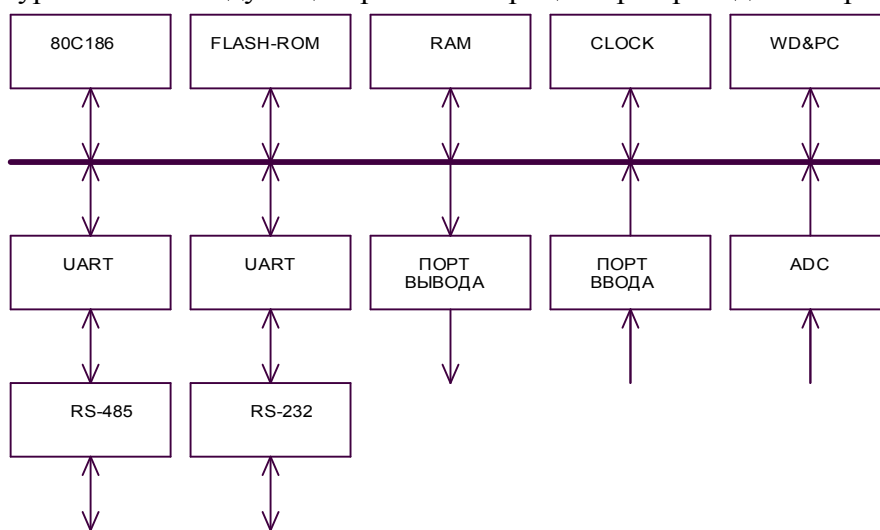 80C186
FLASH-ROM
RAM
CLOCK
WD&PC
UART
UART
ПОРТ
ВЫВОДА
ПОРТ
ВВОДА
ADC
RS-485
RS-232